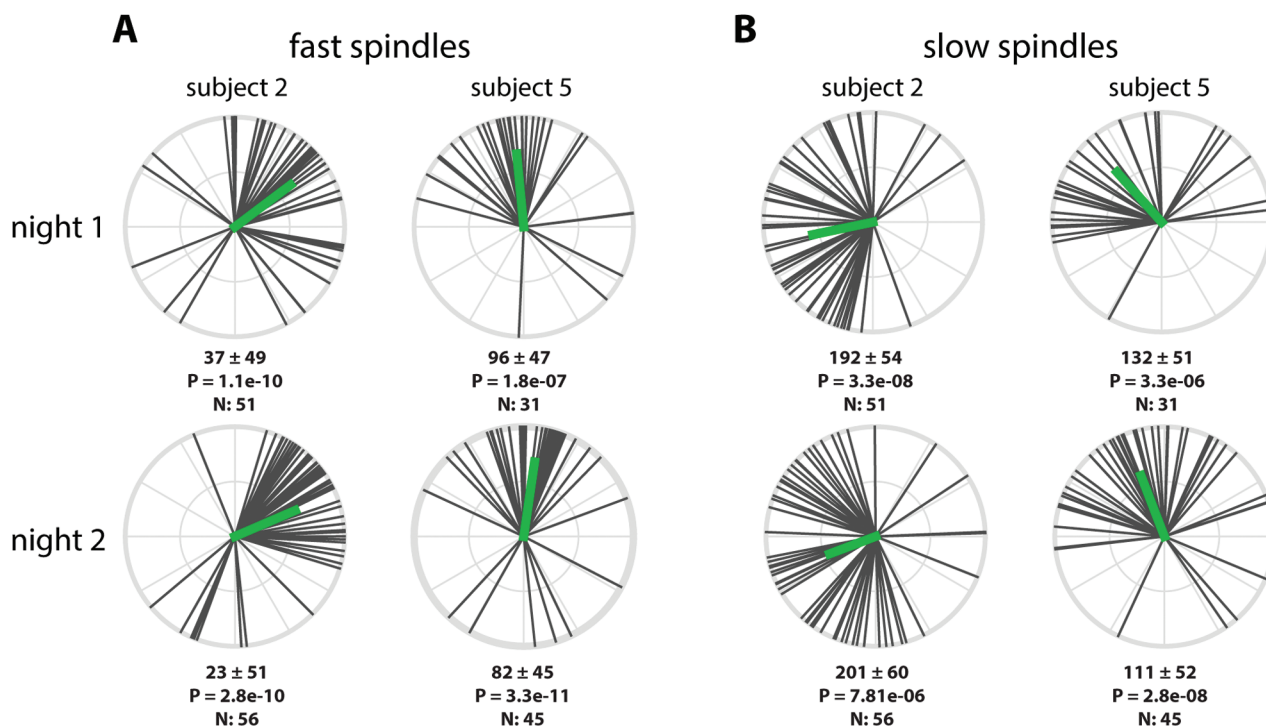 A
fast spindles
B
slow spindles
subject 2
subject 5
subject 2
subject 5
night 1
37 ± 49
P = 1.1e-10
N: 51
96 ± 47
P = 1.8e-07
N: 31
192 ± 54
P = 3.3e-08
N: 51
132 ± 51
P = 3.3e-06
N: 31
night 2
23 ± 51
P = 2.8e-10
N: 56
82 ± 45
P = 3.3e-11
N: 45
201 ± 60
P = 7.81e-06
N: 56
111 ± 52
P = 2.8e-08
N: 45